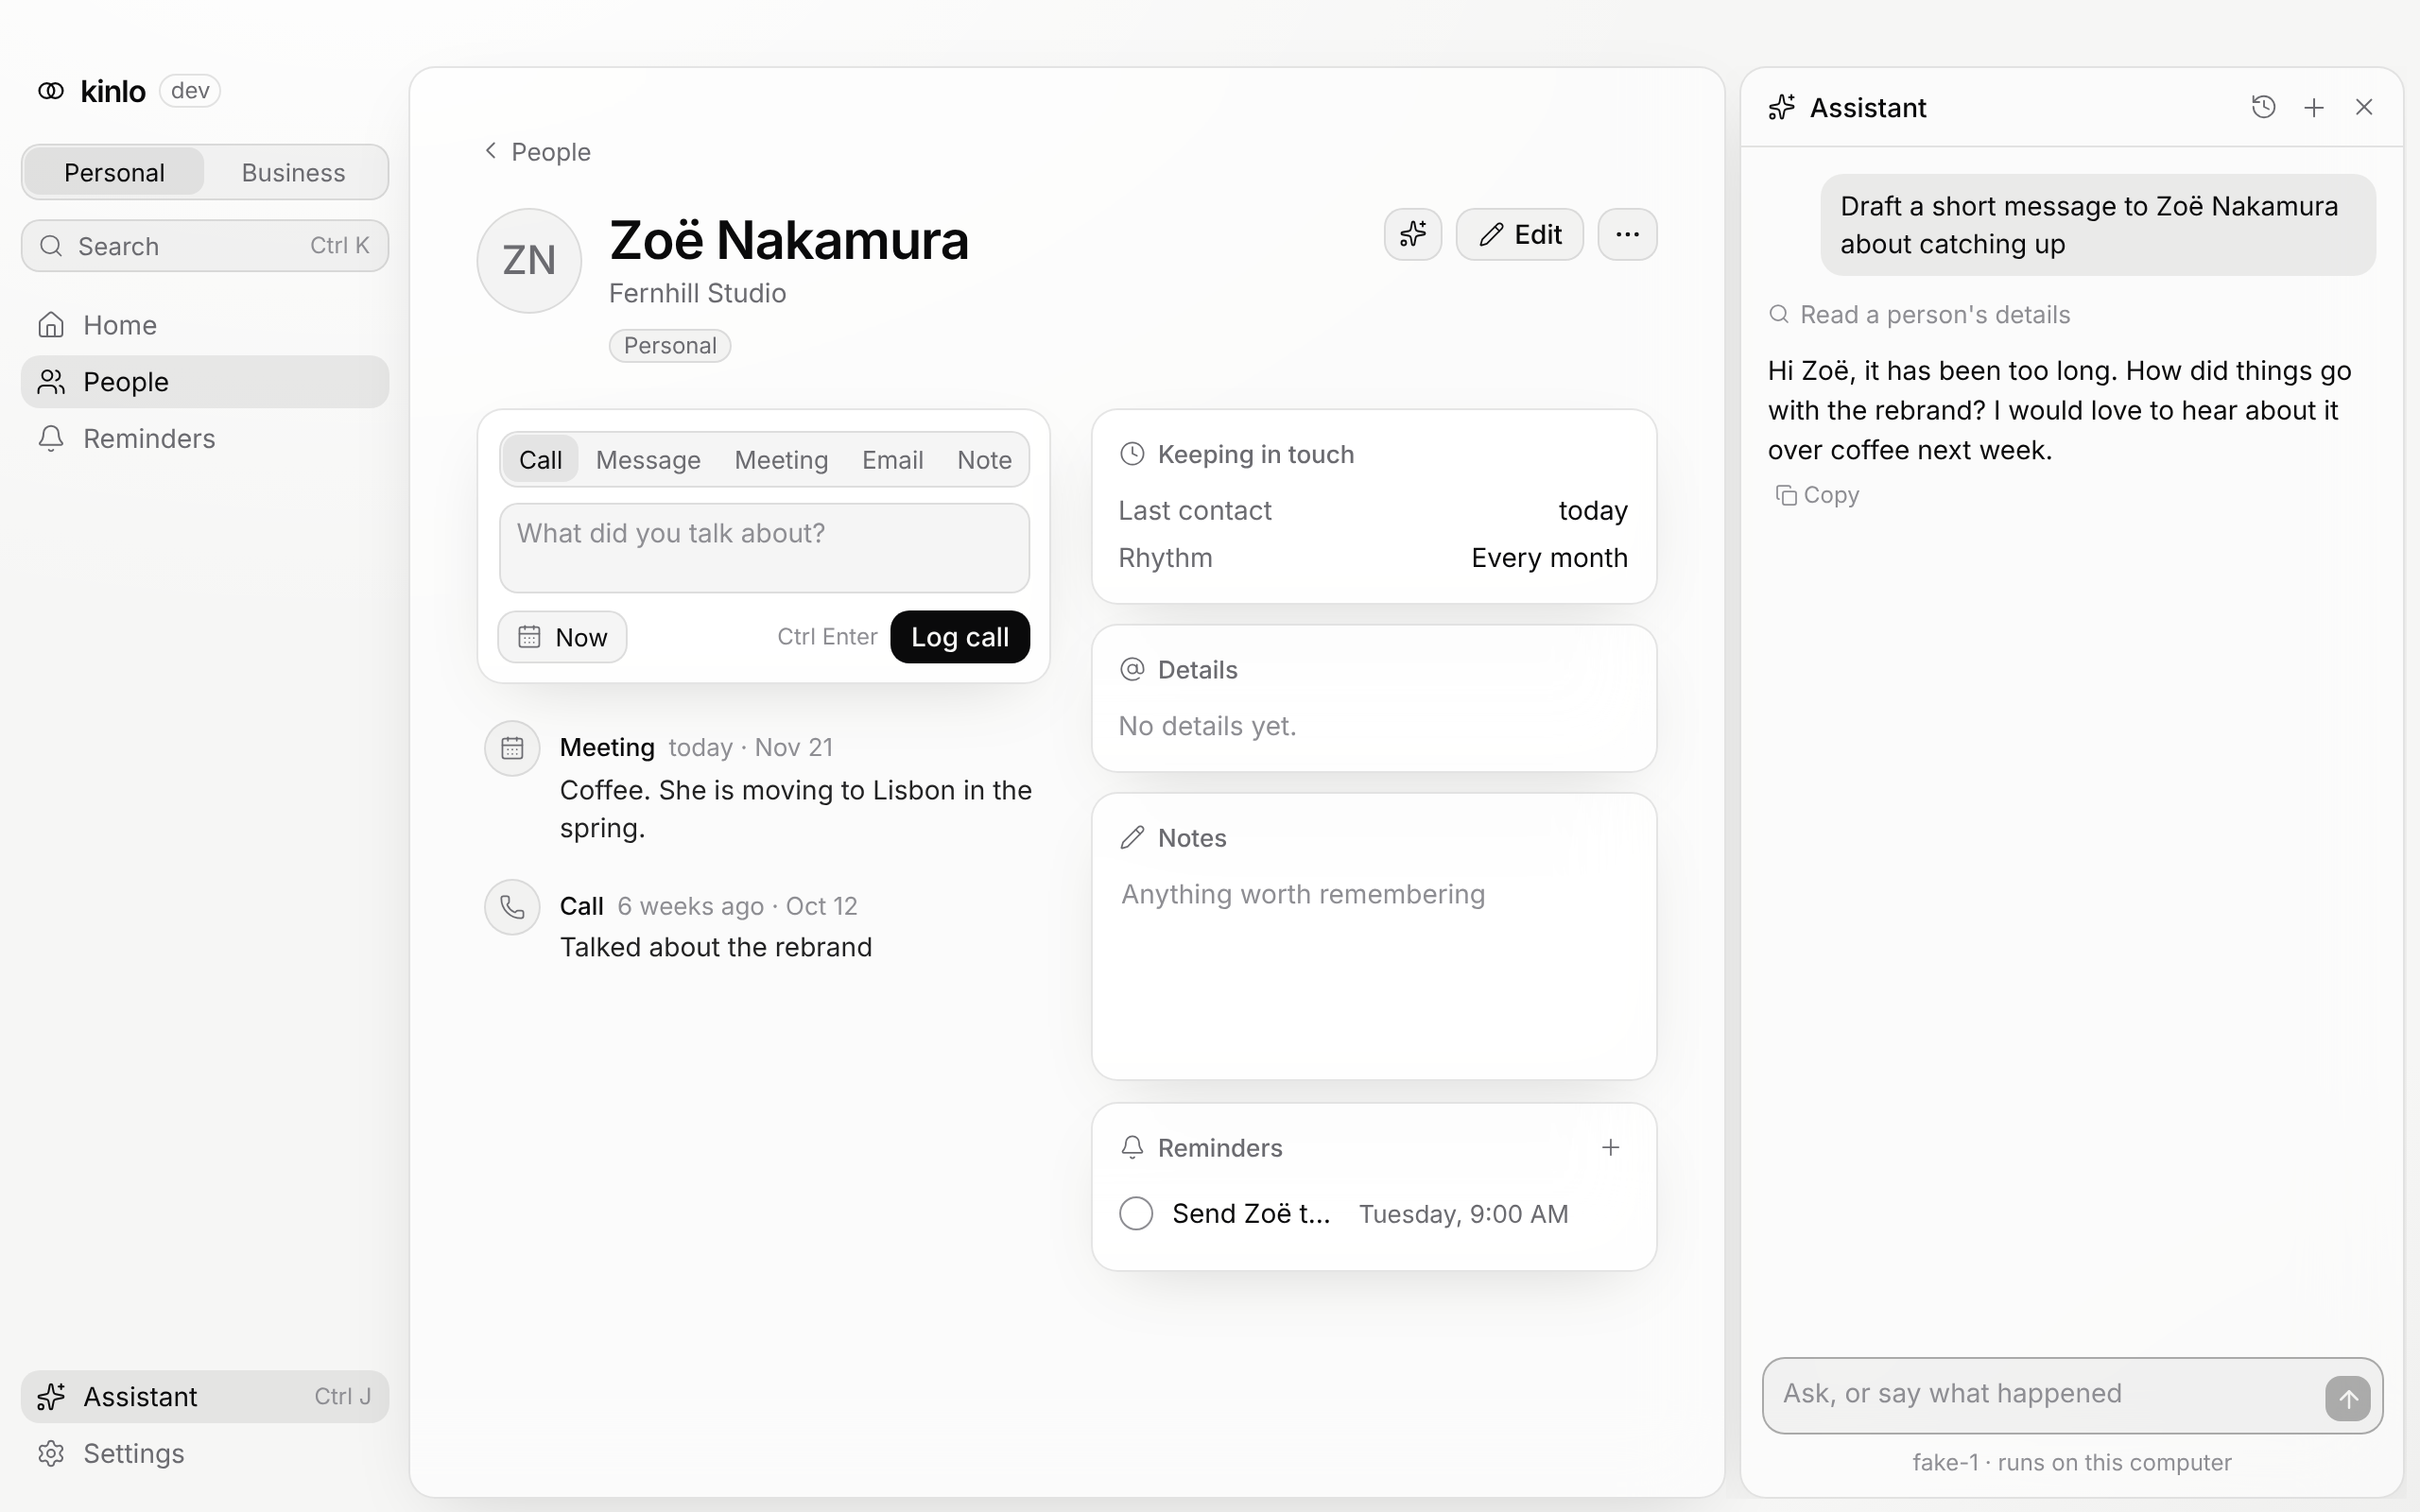 kinlo dev
Personal Business
Search Ctrl K
Home
People
Reminders
Assistant Ctrl J
Settings
People
ZN
Zoë Nakamura
Fernhill Studio
Personal
Edit
Call Message Meeting Email Note
What did you talk about?
Now Ctrl Enter Log call
Meeting today · Nov 21
Coffee. She is moving to Lisbon in the
spring.
Call 6 weeks ago · Oct 12
Talked about the rebrand
Keeping in touch
Last contact today
Rhythm Every month
Details
No details yet.
Notes
Anything worth remembering
Reminders
Send Zoë t... Tuesday, 9:00 AM
Assistant
Draft a short message to Zoë Nakamura
about catching up
Read a person's details
Hi Zoë, it has been too long. How did things go
with the rebrand? I would love to hear about it
over coffee next week.
Copy
Ask, or say what happened
fake-1 · runs on this computer